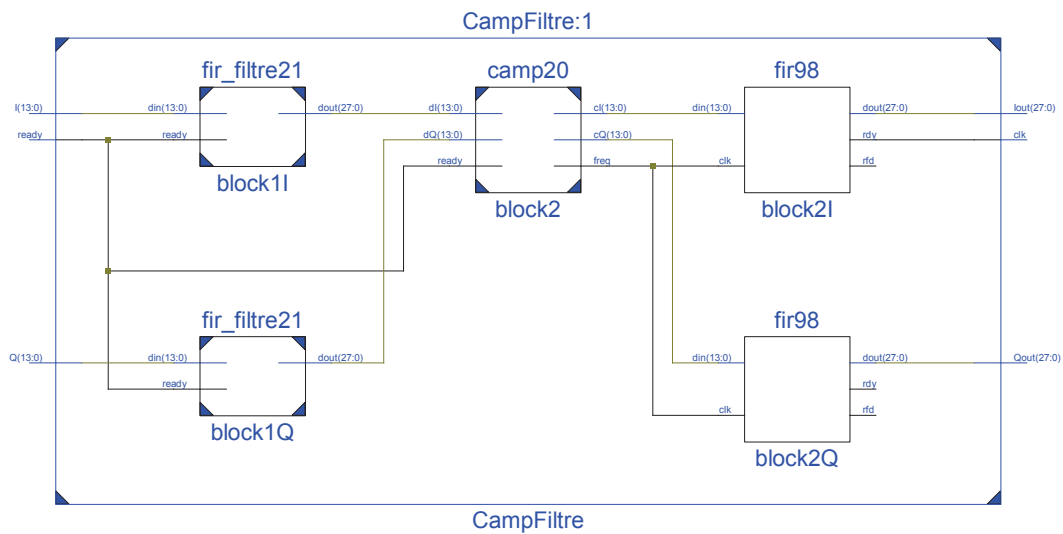 CampFiltre:1
fir_filtre21
camp20
fir98
I(13:0)
din(13:0)
dout(27:0)
dI(13:0)
cI(13:0)
din(13:0)
dout(27:0)
Iout(27:0)
ready
ready
dQ(13:0)
cQ(13:0)
rdy
clk
ready
freq
clk
rfd
block1I
block2
block2I
fir_filtre21
fir98
Q(13:0)
din(13:0)
dout(27:0)
din(13:0)
dout(27:0)
Qout(27:0)
ready
rdy
clk
rfd
block1Q
block2Q
CampFiltre